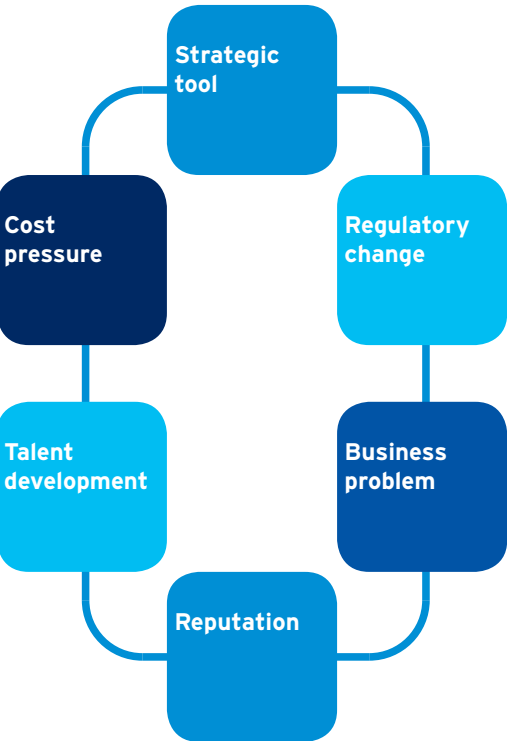 Strategic
tool
Cost
pressure
Regulatory
change
Talent
development
Business
problem
Reputation